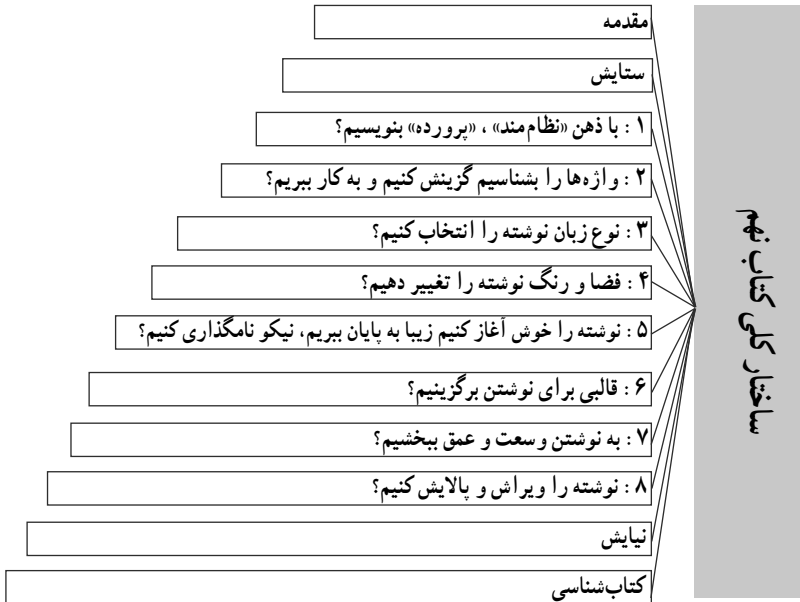 ساختار کلی کتاب نهم
مقدمه
ستایش
۱ : با ذهن «نظام‌مند» ، «پرورده» بنویسیم؟
۲ : واژه‌ها را بشناسیم گزینش کنیم و به کار ببریم؟
۳ : نوع زبان نوشته را انتخاب کنیم؟
۴ : فضا و رنگ نوشته را تغییر دهیم؟
۵ : نوشته را خوش آغاز کنیم زیبا به پایان ببریم، نیکو نامگذاری کنیم؟
۶ : قالبی برای نوشتن برگزینیم؟
۷ : به نوشتن وسعت و عمق ببخشیم؟
۸ : نوشته را ویراش و پالایش کنیم؟
نیایش
کتاب‌شناسی